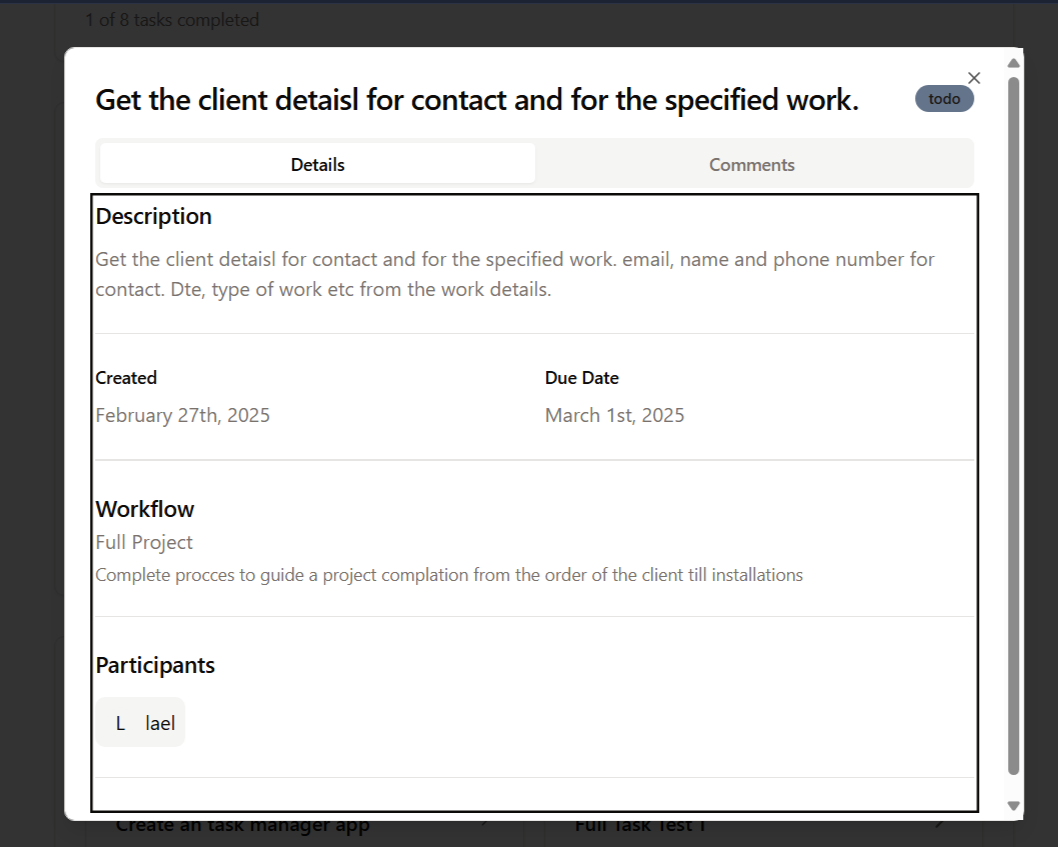 1 of 8 tasks completed
Get the client detaisl for contact and for the specified work.
todo
Details
Comments
Description
Get the client detaisl for contact and for the specified work. email, name and phone number for
contact. Dte, type of work etc from the work details.
Created
Due Date
February 27th, 2025
March 1st, 2025
Workflow
Full Project
Complete procces to guide a project complation from the order of the client till installations
Participants
L lael
Create an task manager app
Full Task Test 1